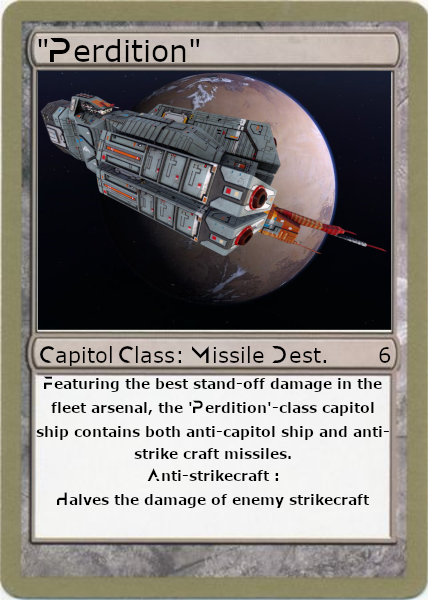 "Perdition"
Capitol Class: Missile Dest. 6
Featuring the best stand-off damage in the
fleet arsenal, the 'Perdition'-class capitol
ship contains both anti-capitol ship and anti-
strike craft missiles.
Anti-strikecraft :
Halves the damage of enemy strikecraft